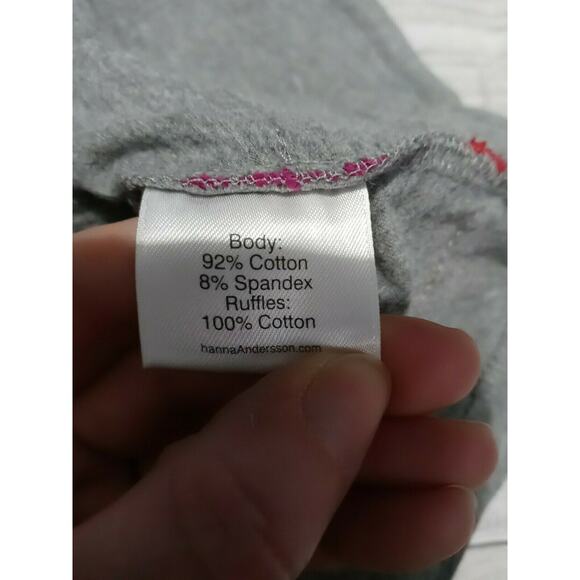 Body:
92% Cotton
8% Spandex
Ruffles:
100% Cotton
hannaAndersson.com